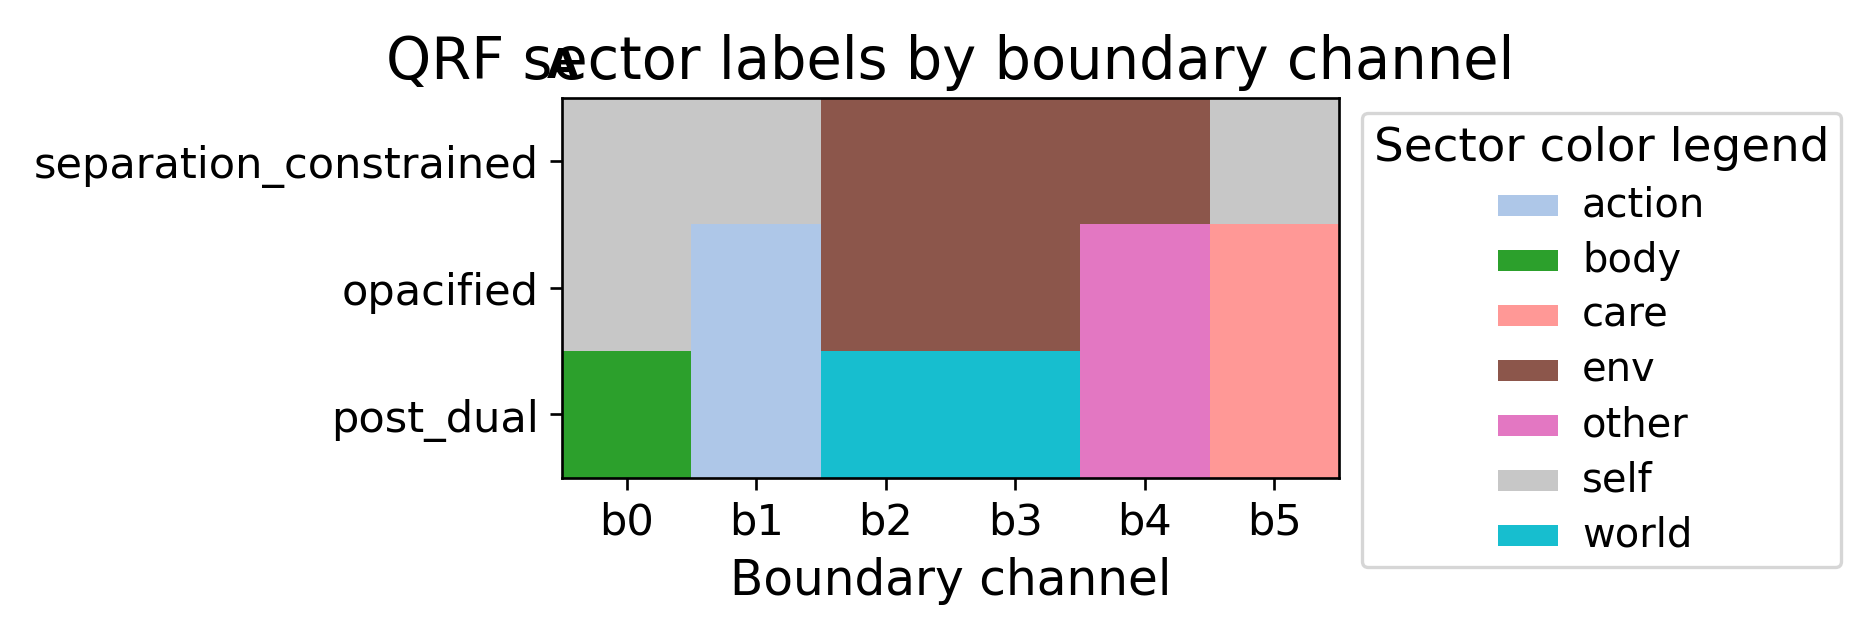 QRF sector labels by boundary channel
A
separation_constrained
opacified
post_dual
b0 b1 b2 b3 b4 b5
Boundary channel
Sector color legend
action
body
care
env
other
self
world